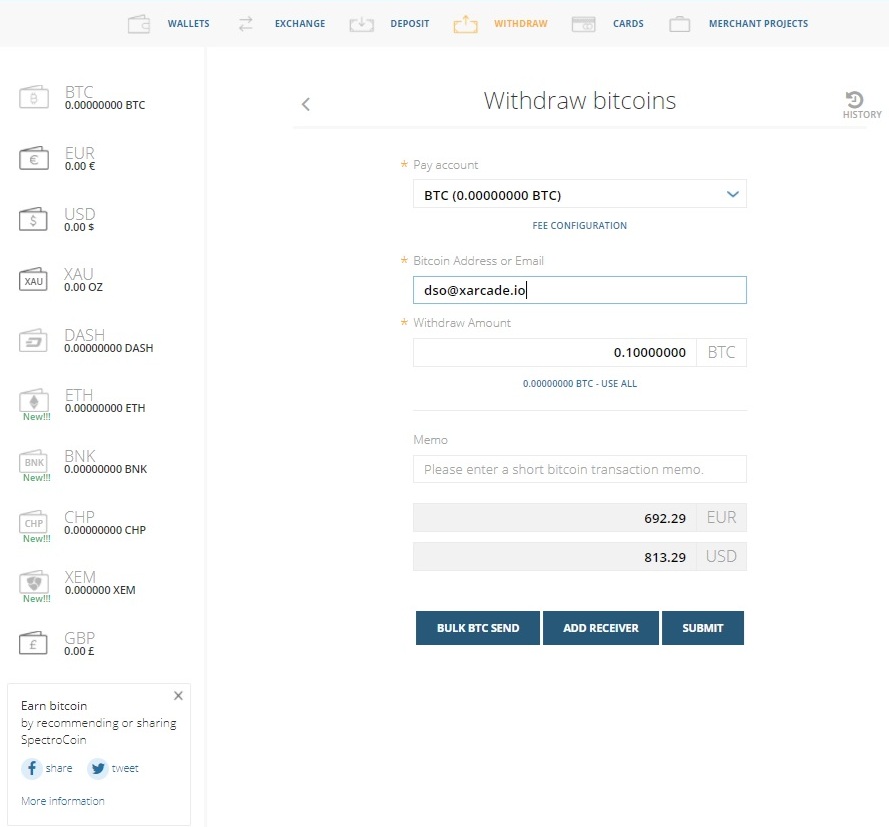 WALLETS
EXCHANGE
DEPOSIT
WITHDRAW
CARDS
MERCHANT PROJECTS
BTC
0.00000000 BTC
EUR
0.00 €
USD
0.00 $
XAU
XAU
0.00 OZ
DASH
0.00000000 DASH
ETH
0.00000000 ETH
New!!!
BNK
BNK
0.00000000 BNK
New!!!
CHP
CHP
0.00000000 CHP
New!!!
XEM
0.000000 XEM
New!!!
GBP
0.00 £
Earn bitcoin
by recommending or sharing
SpectroCoin
share
tweet
More information
Withdraw bitcoins
HISTORY
* Pay account
BTC (0.00000000 BTC)
FEE CONFIGURATION
* Bitcoin Address or Email
dso@xarcade.io
* Withdraw Amount
0.10000000 BTC
0.00000000 BTC - USE ALL
Memo
Please enter a short bitcoin transaction memo.
692.29 EUR
813.29 USD
BULK BTC SEND
ADD RECEIVER
SUBMIT